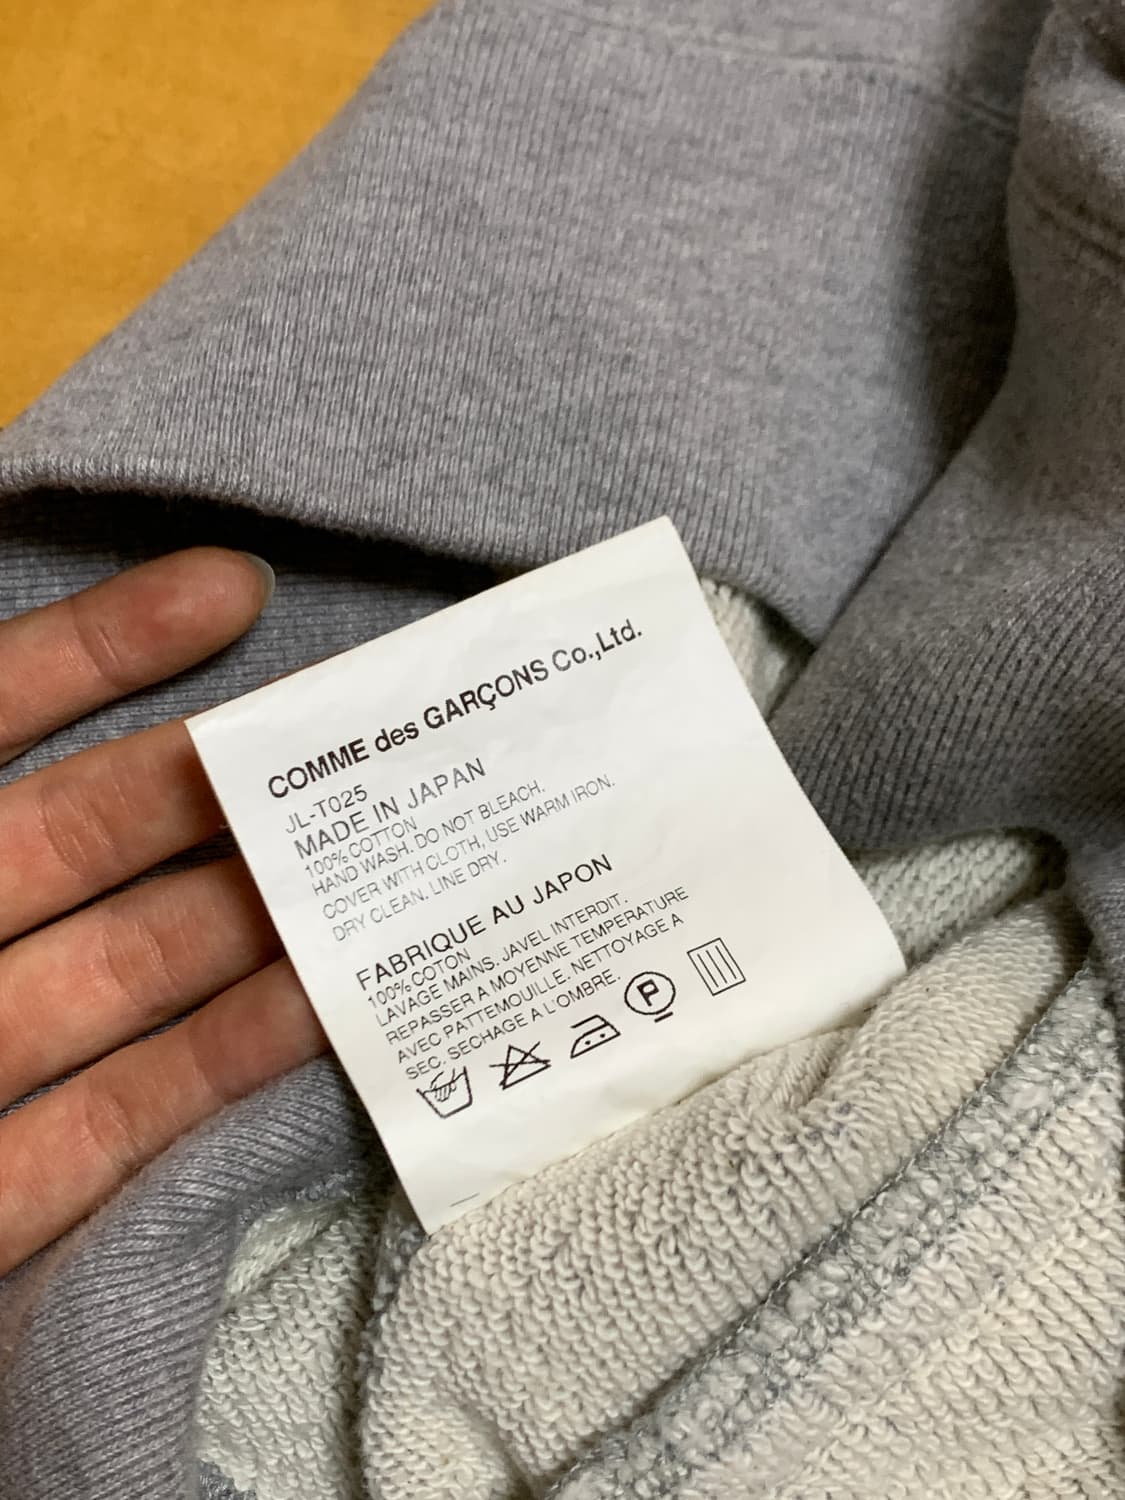 COMME des GARÇONS Co.,Ltd.
JL-T025
MADE IN JAPAN
100% COTTON
HAND WASH. DO NOT BLEACH.
COVER WITH CLOTH, USE WARM IRON.
DRY CLEAN. LINE DRY.
FABRIQUE AU JAPON
100% COTON
LAVAGE MAINS. JAVEL INTERDIT.
REPASSER A MOYENNE TEMPERATURE
AVEC PATTEMOUILLE. NETTOYAGE A
SEC. SECHAGE A L'OMBRE.
P